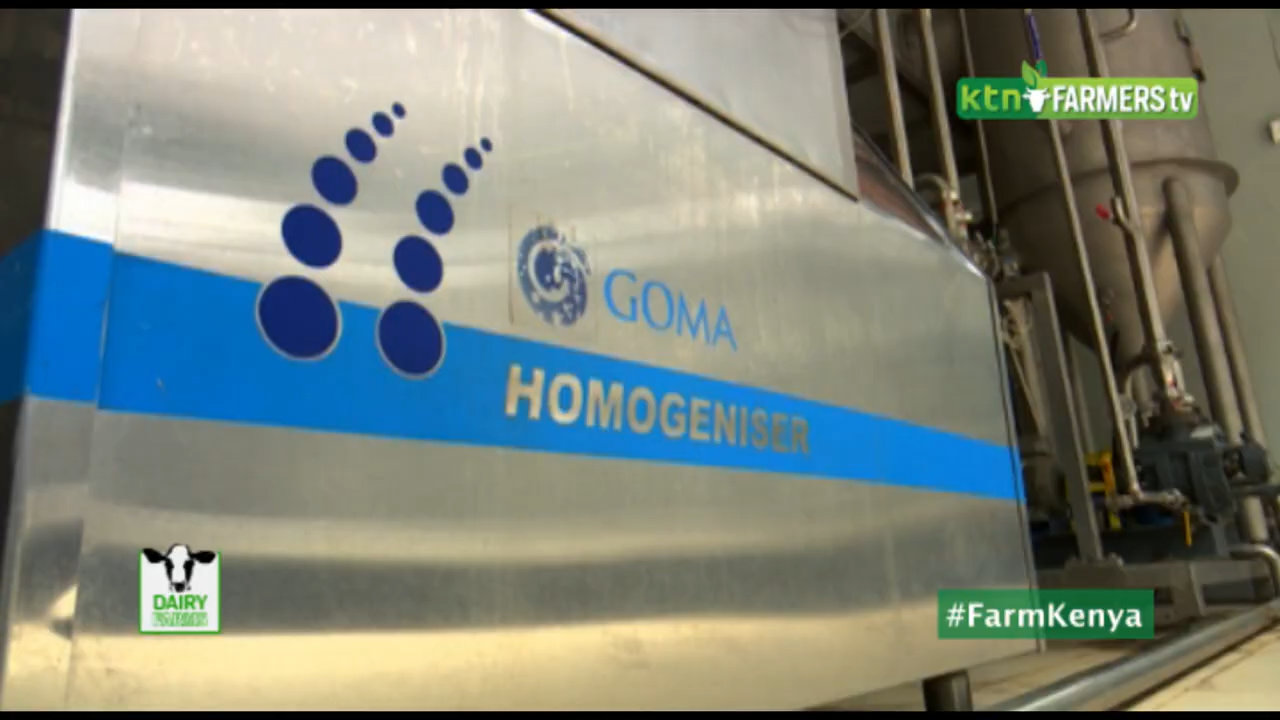 ktn FARMERS tv
GOMA
HOMOGENISER
DAIRY
#FarmKenya